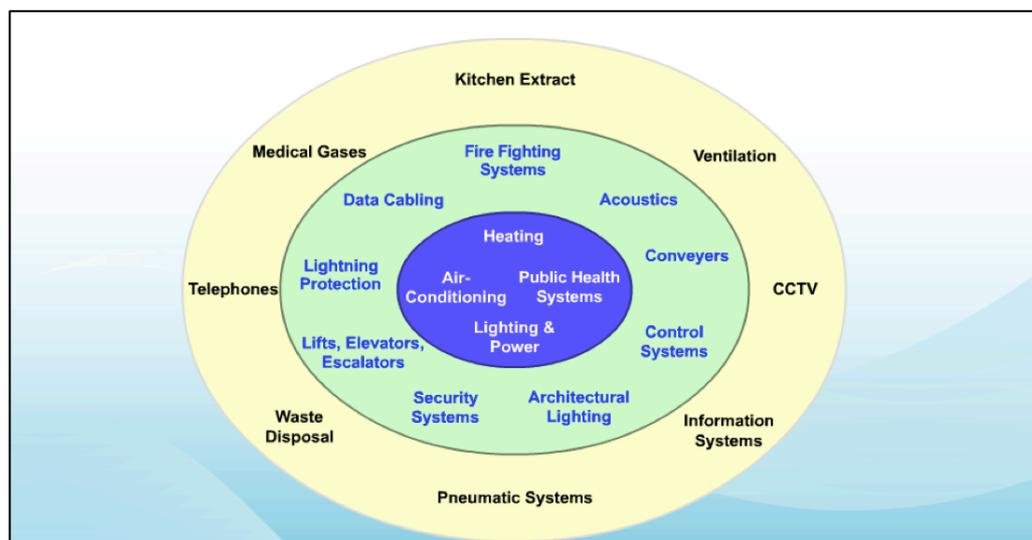 Kitchen Extract
Medical Gases
Fire Fighting
Systems
Ventilation
Data Cabling
Acoustics
Heating
Lightning
Protection
Air-
Conditioning
Public Health
Systems
Conveyers
Telephones
CCTV
Lighting &
Power
Lifts, Elevators,
Escalators
Control
Systems
Security
Systems
Architectural
Lighting
Waste
Disposal
Information
Systems
Pneumatic Systems